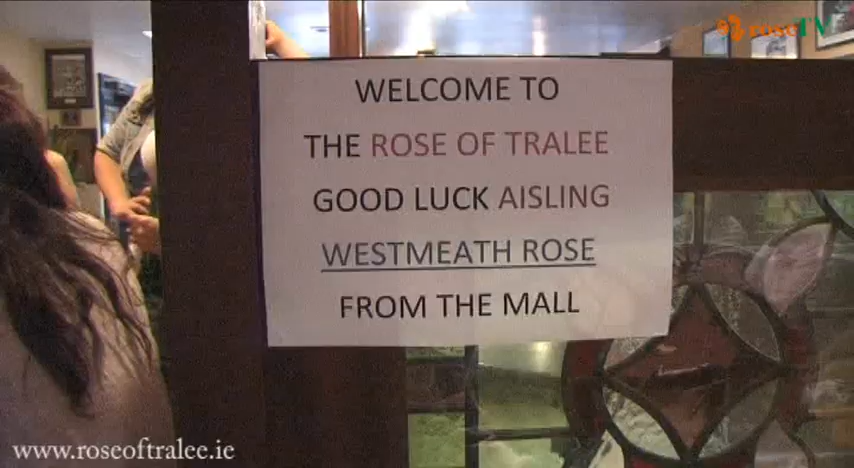 roseTV
WELCOME TO
THE ROSE OF TRALEE
GOOD LUCK AISLING
WESTMEATH ROSE
FROM THE MALL
www.roseoftralee.ie